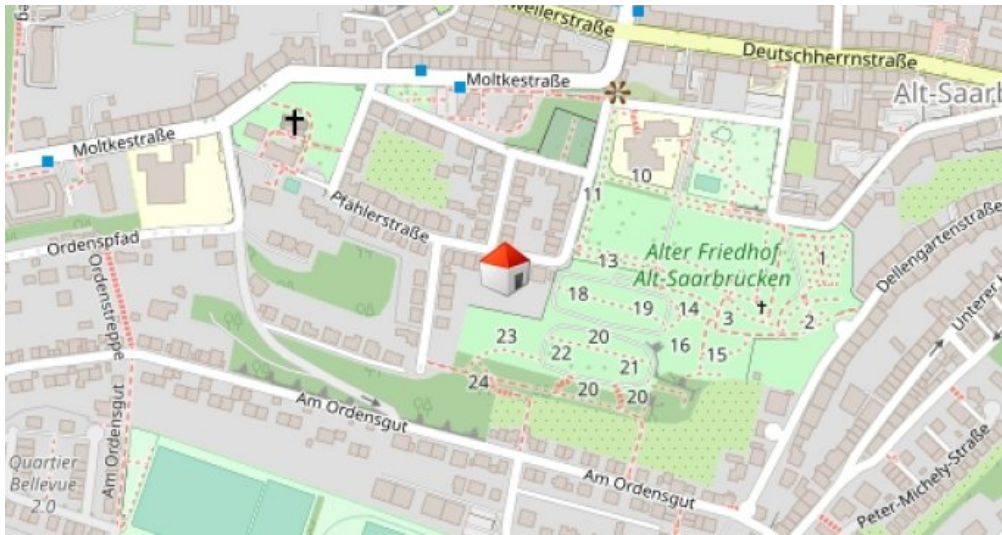 weilerstraße
Deutschherrnstraße
Moltkestraße
Alt-Saarb
Moltkestraße
10
11
Pfählerstraße
Alter Friedhof
Alt-Saarbrücken
Ordenspfad
Ordenstreppe
13
1
18
19
14
3
2
Dellengartenstraße
Unterer
23
20
16
15
22
21
24
20
20
Am Ordensgut
Am Ordensgut
Am Ordensgut
Quartier
Bellevue
2.0
Peter-Michely-Straße